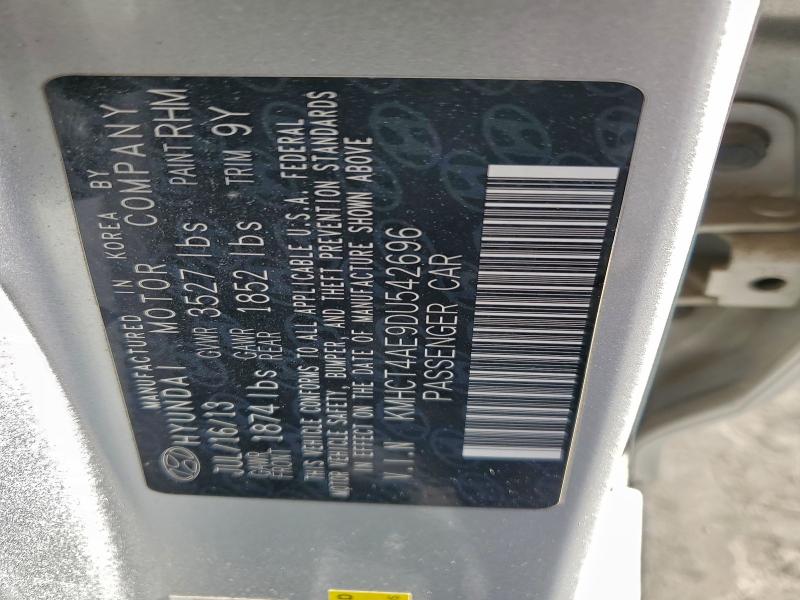 MANUFACTURED IN KOREA BY
HYUNDAI MOTOR COMPANY
JUL/16/13 GVWR 3527 lbs PAINT RHM
GAWR FRONT 1874 lbs GAWR REAR 1852 lbs TRIM 9Y
THIS VEHICLE CONFORMS TO ALL APPLICABLE U.S.A. FEDERAL
MOTOR VEHICLE SAFETY, BUMPER, AND THEFT PREVENTION STANDARDS
IN EFFECT ON THE DATE OF MANUFACTURE SHOWN ABOVE
V.I.N KMHCT4AE9DU542696
PASSENGER CAR